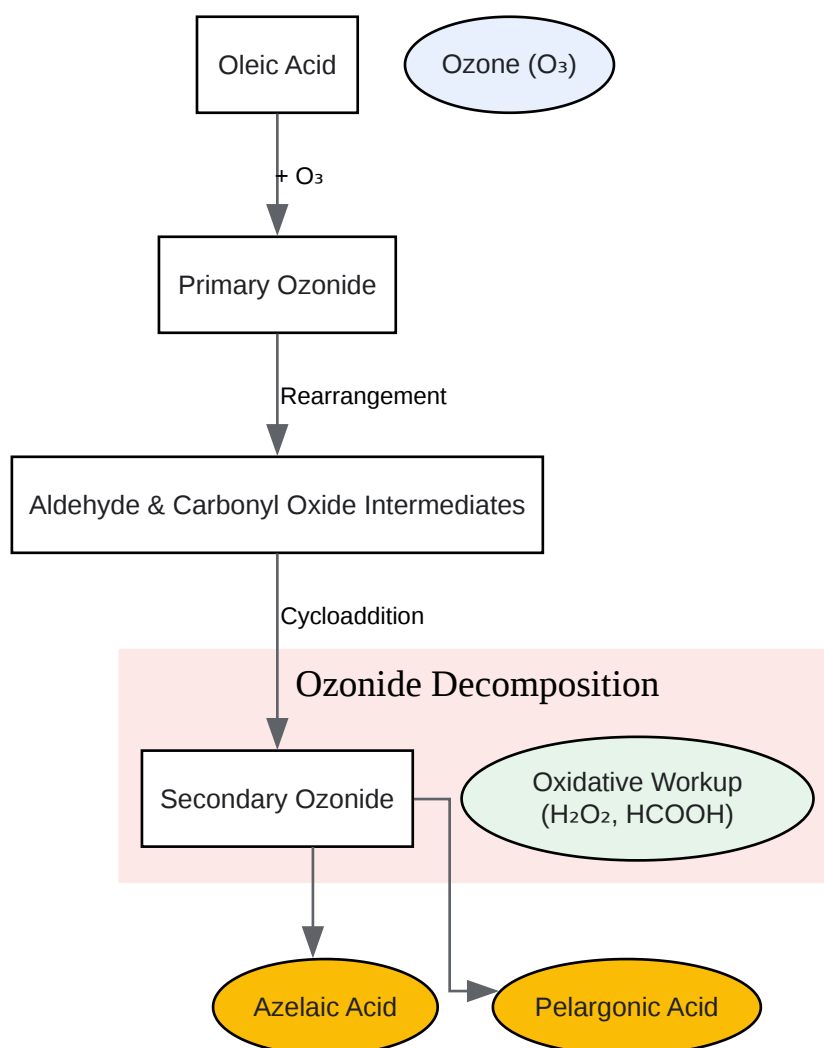 Oleic Acid
Ozone (O₃)
+ O₃
Primary Ozonide
Rearrangement
Aldehyde & Carbonyl Oxide Intermediates
Cycloaddition
Ozonide Decomposition
Secondary Ozonide
Oxidative Workup
(H₂O₂, HCOOH)
Azelaic Acid
Pelargonic Acid